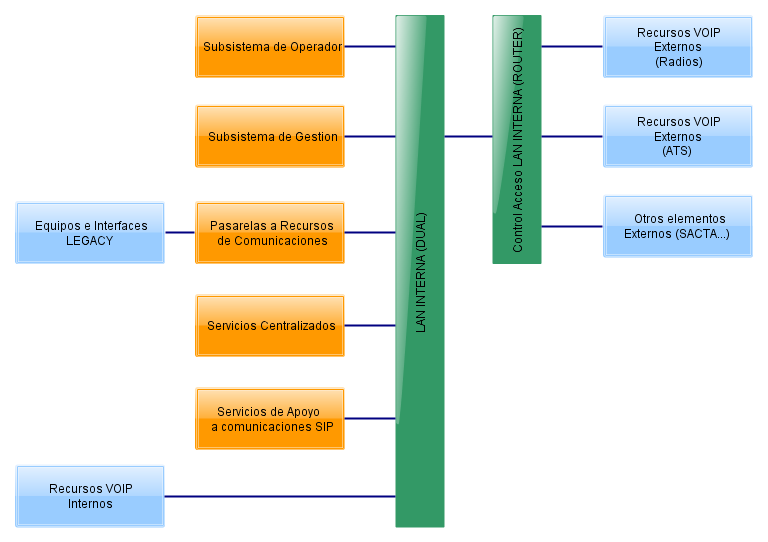 Subsistema de Operador
Subsistema de Gestion
Equipos e Interfaces
LEGACY
Pasarelas a Recursos
de Comunicaciones
Servicios Centralizados
Servicios de Apoyo
a comunicaciones SIP
Recursos VOIP
Internos
LAN INTERNA (DUAL)
Control Acceso LAN INTERNA (ROUTER)
Recursos VOIP
Externos
(Radios)
Recursos VOIP
Externos
(ATS)
Otros elementos
Externos (SACTA...)